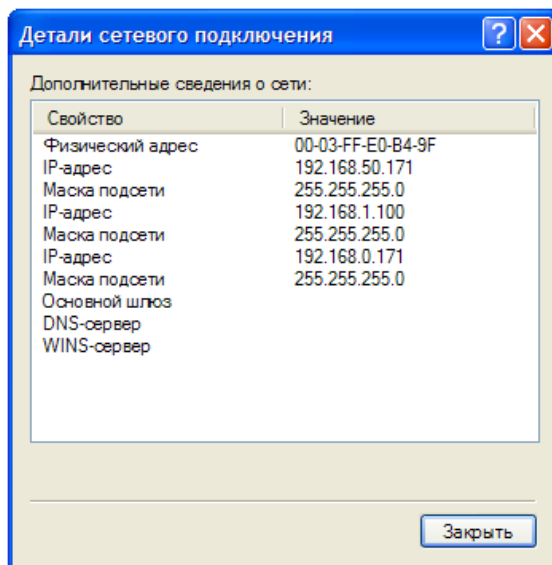 Детали сетевого подключения
Дополнительные сведения о сети:
Свойство Значение
Физический адрес 00-03-FF-E0-B4-9F
IP-адрес 192.168.50.171
Маска подсети 255.255.255.0
IP-адрес 192.168.1.100
Маска подсети 255.255.255.0
IP-адрес 192.168.0.171
Маска подсети 255.255.255.0
Основной шлюз
DNS-сервер
WINS-сервер
Закрыть